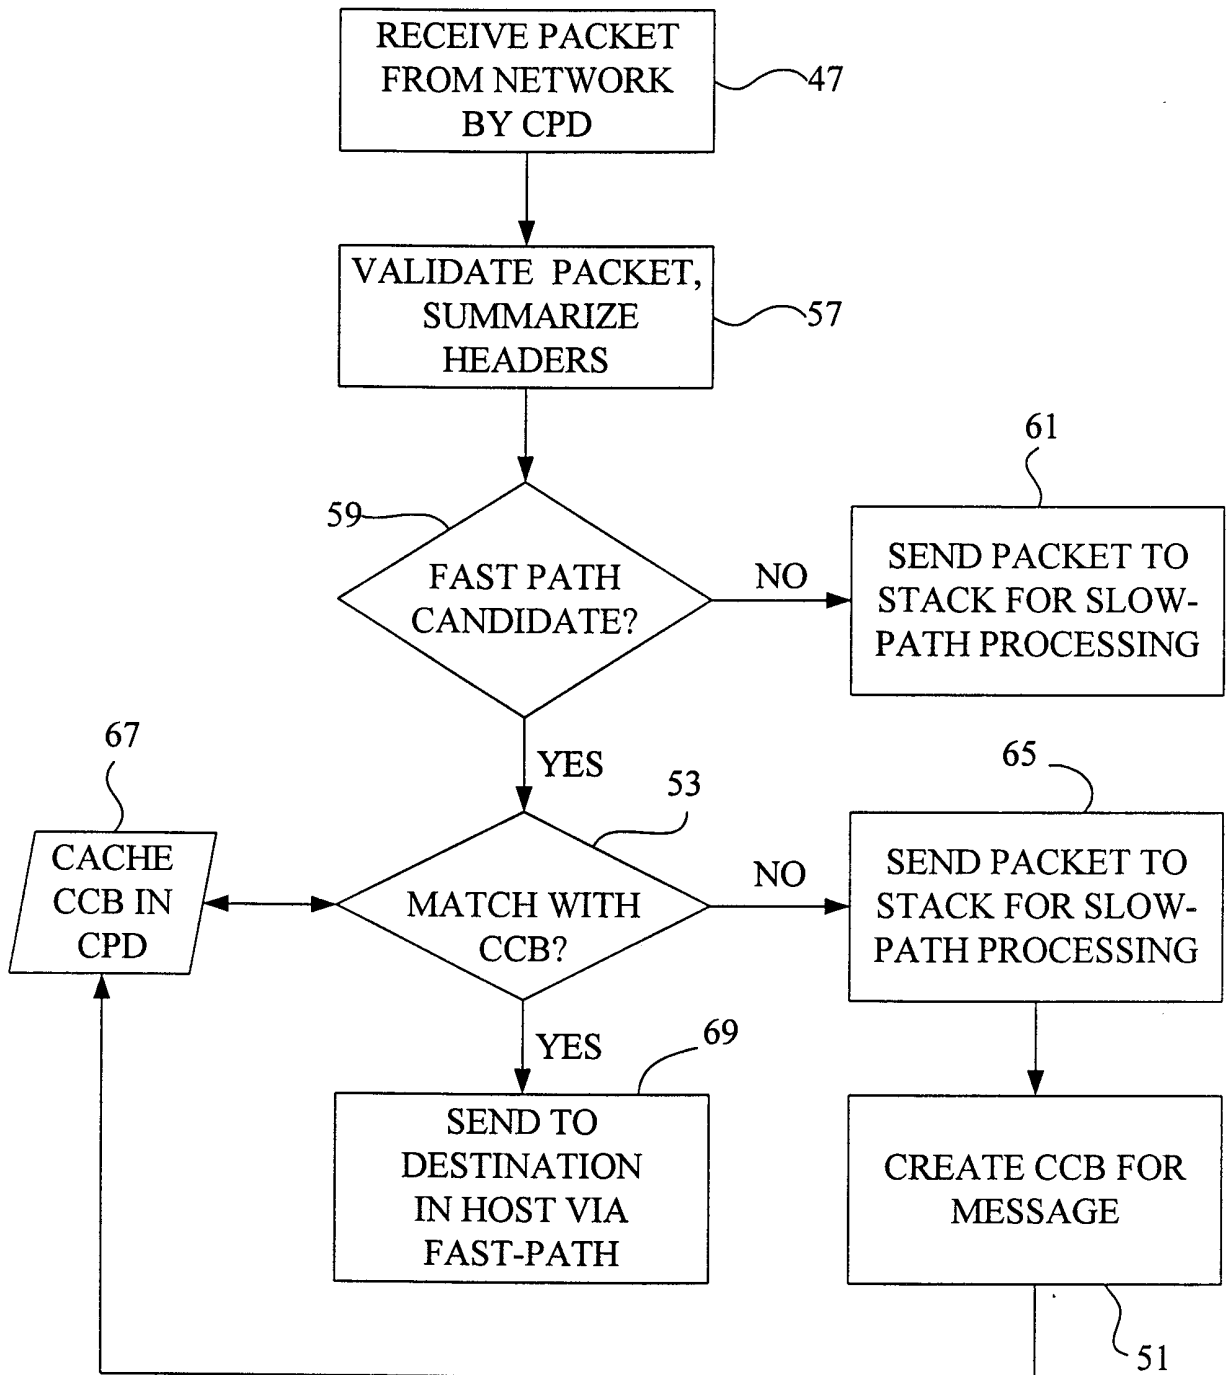 RECEIVE PACKET
FROM NETWORK
BY CPD
47
VALIDATE PACKET,
SUMMARIZE
HEADERS
57
61
59
FAST PATH
CANDIDATE?
NO
SEND PACKET TO
STACK FOR SLOW-
PATH PROCESSING
YES
67
53
65
CACHE
CCB IN
CPD
MATCH WITH
CCB?
NO
SEND PACKET TO
STACK FOR SLOW-
PATH PROCESSING
YES
69
SEND TO
DESTINATION
IN HOST VIA
FAST-PATH
CREATE CCB FOR
MESSAGE
51